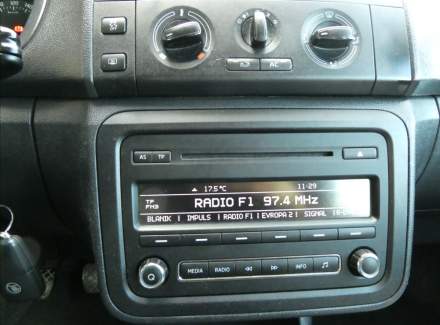 AC
AS TP
17.5°C 11-29
TP RADIO F1 97.4 MHz
FM3
BLANIK | IMPULS | RADIO F1 | EVROPA 2 | SIGNAL
MEDIA RADIO INFO